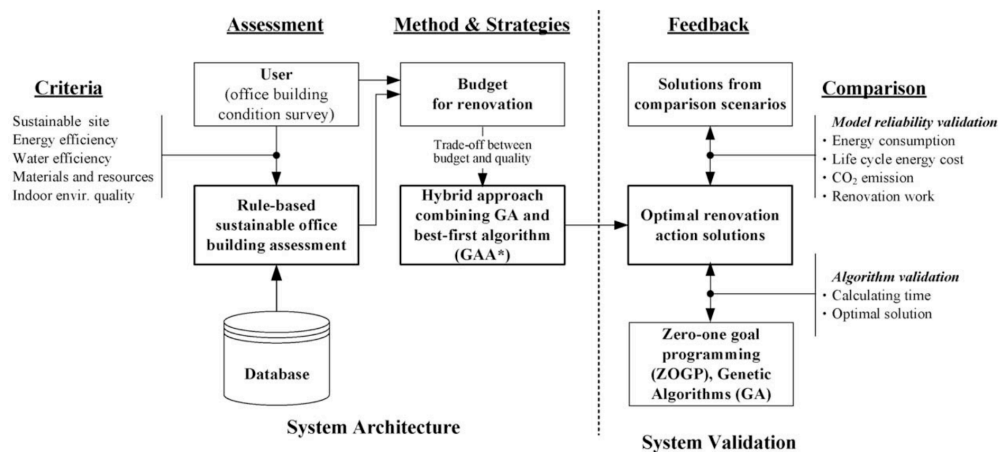 Assessment
Method & Strategies
Feedback
Criteria
Sustainable site
Energy efficiency
Water efficiency
Materials and resources
Indoor envir. quality
User
(office building
condition survey)
Rule-based
sustainable office
building assessment
Database
Budget
for renovation
Trade-off between
budget and quality
Hybrid approach
combining GA and
best-first algorithm
(GAA*)
Solutions from
comparison scenarios
Optimal renovation
action solutions
Zero-one goal
programming
(ZOGP), Genetic
Algorithms (GA)
Comparison
Model reliability validation
· Energy consumption
· Life cycle energy cost
· CO₂ emission
· Renovation work
Algorithm validation
· Calculating time
· Optimal solution
System Architecture
System Validation